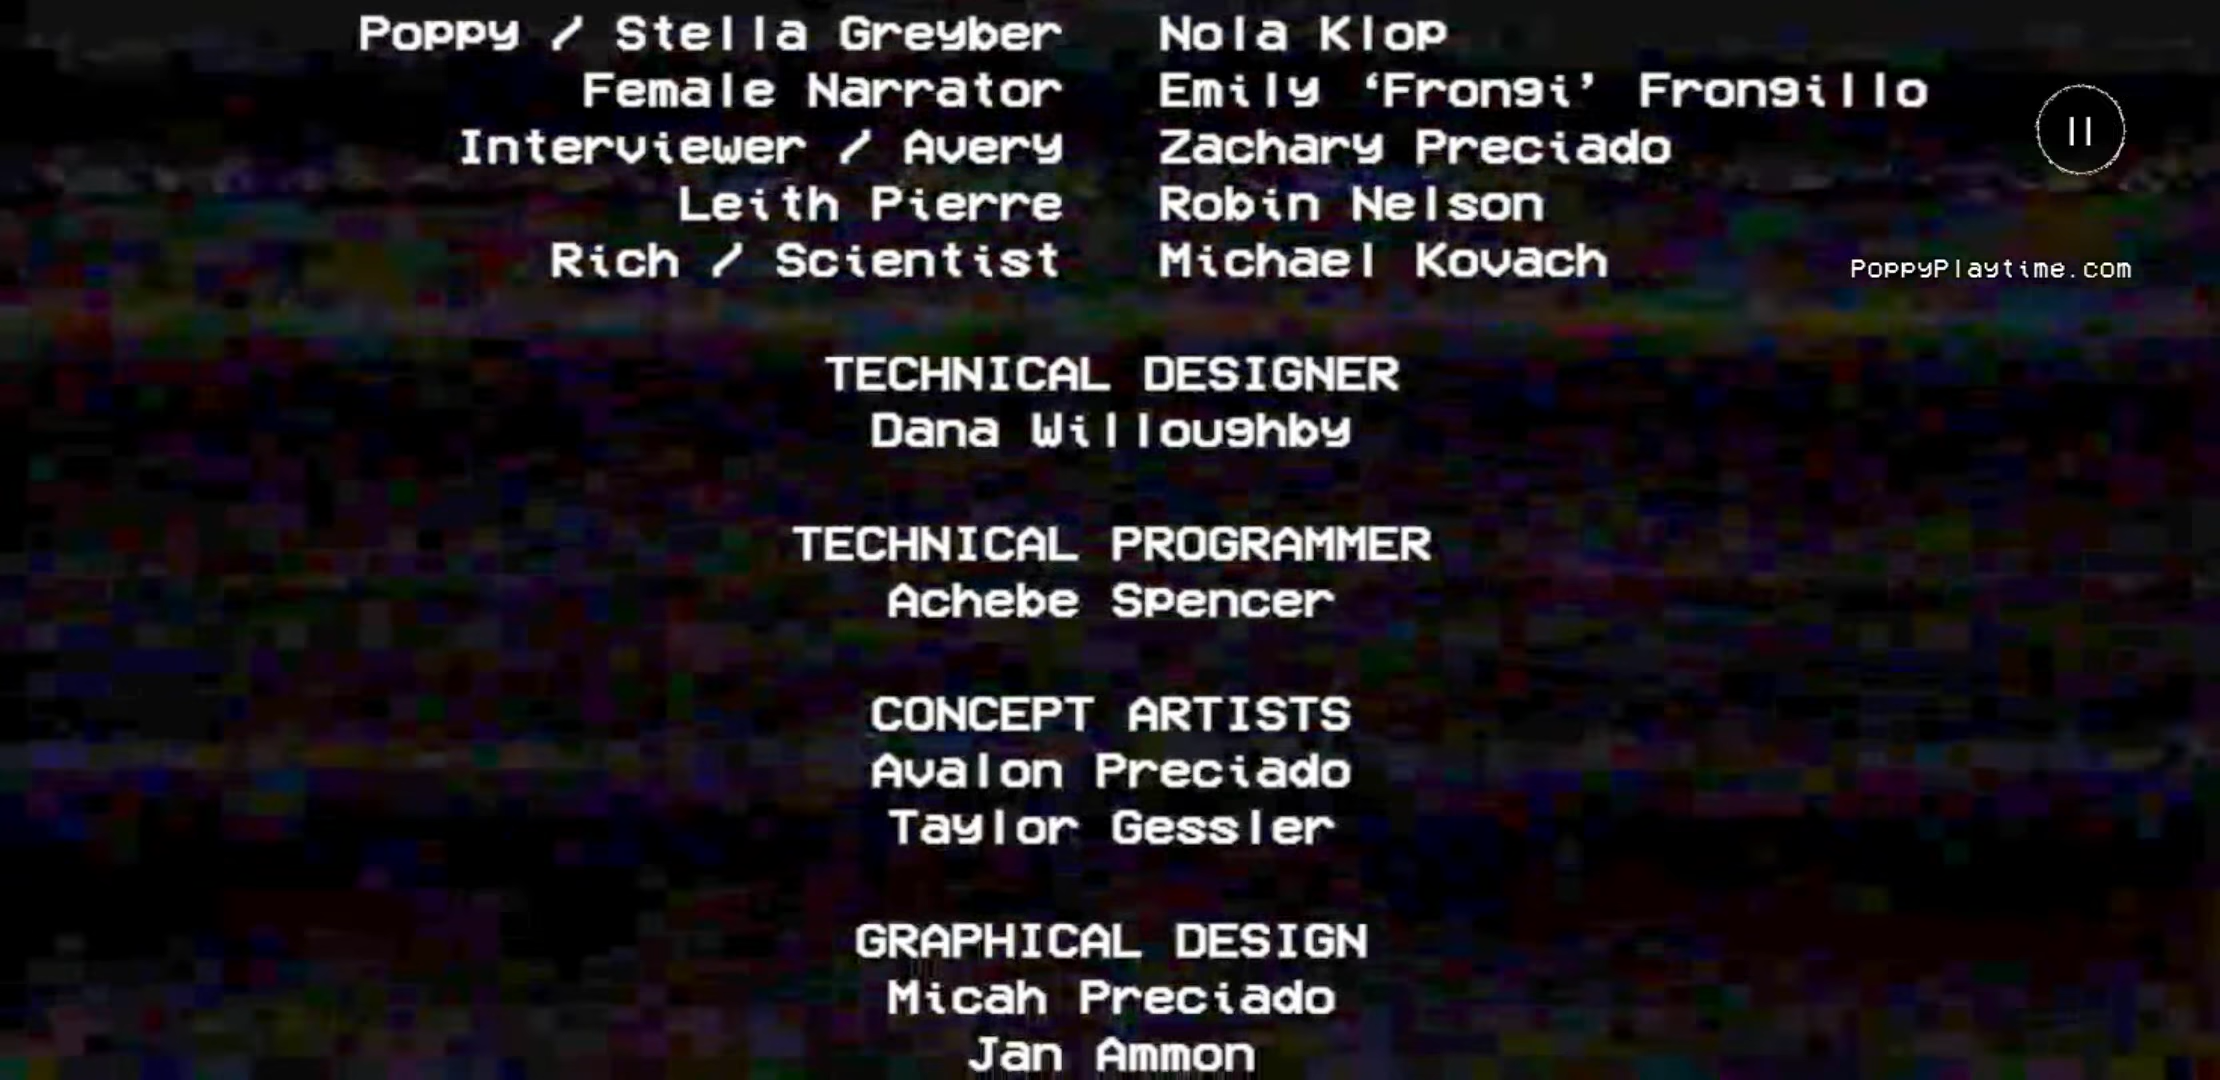 Poppy / Stella Greyber Nola Klop
Female Narrator Emily ‘Frongi’ Frongillo
Interviewer / Avery Zachary Preciado
Leith Pierre Robin Nelson
Rich / Scientist Michael Kovach
PoppyPlaytime.com
TECHNICAL DESIGNER
Dana Willoughby
TECHNICAL PROGRAMMER
Achebe Spencer
CONCEPT ARTISTS
Avalon Preciado
Taylor Gessler
GRAPHICAL DESIGN
Micah Preciado
Jan Ammon